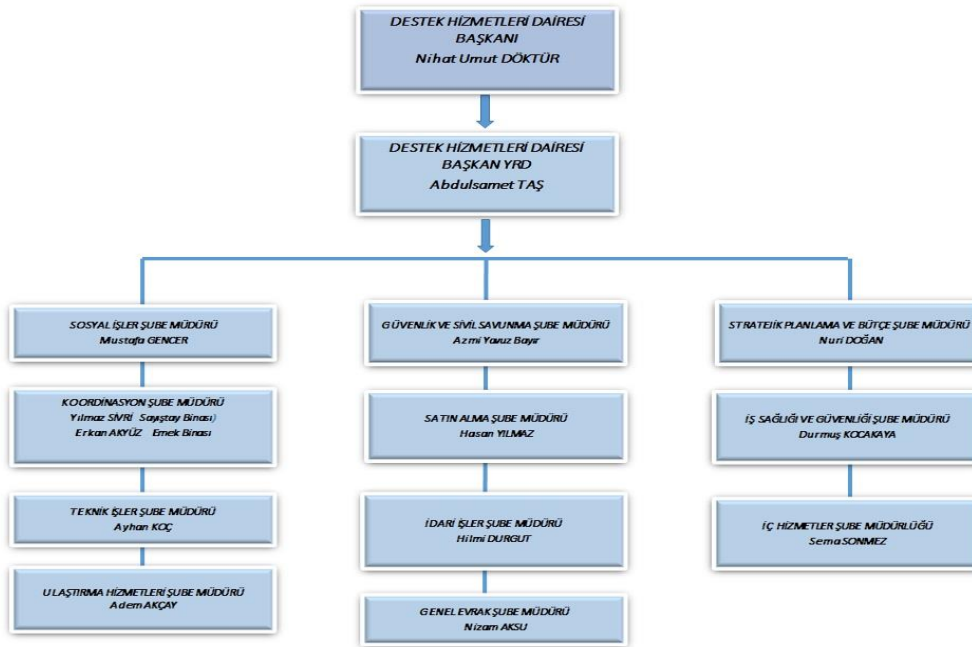 DESTEK HİZMETLERİ DAİRESİ
BAŞKANI
Nihat Umut DÖKTÜR
DESTEK HİZMETLERİ DAİRESİ
BAŞKAN YRD
Abdulsamet TAŞ
SOSYAL İŞLER ŞUBE MÜDÜRÜ
Mustafa GENCER
KOORDİNASYON ŞUBE MÜDÜRÜ
Yılmaz SİVRİ Sayıştay Binası)
Erkan AKYÜZ Emek Binası
TEKNİK İŞLER ŞUBE MÜDÜRÜ
Ayhan KOÇ
ULAŞTIRMA HİZMETLERİ ŞUBE MÜDÜRÜ
Adem AKÇAY
GÜVENLİK VE SİVİL SAVUNMA ŞUBE MÜDÜRÜ
Azmi Yavuz Bayır
SATIN ALMA ŞUBE MÜDÜRÜ
Hasan YILMAZ
İDARİ İŞLER ŞUBE MÜDÜRÜ
Hilmi DURGUT
GENEL EVRAK ŞUBE MÜDÜRÜ
Nizam AKSU
STRATEJİK PLANLAMA VE BÜTÇE ŞUBE MÜDÜRÜ
Nuri DOĞAN
İŞ SAĞLIĞI VE GÜVENLİĞİ ŞUBE MÜDÜRÜ
Durmuş KOCAKAYA
İÇ HİZMETLER ŞUBE MÜDÜRLÜĞÜ
Sema SONMEZ